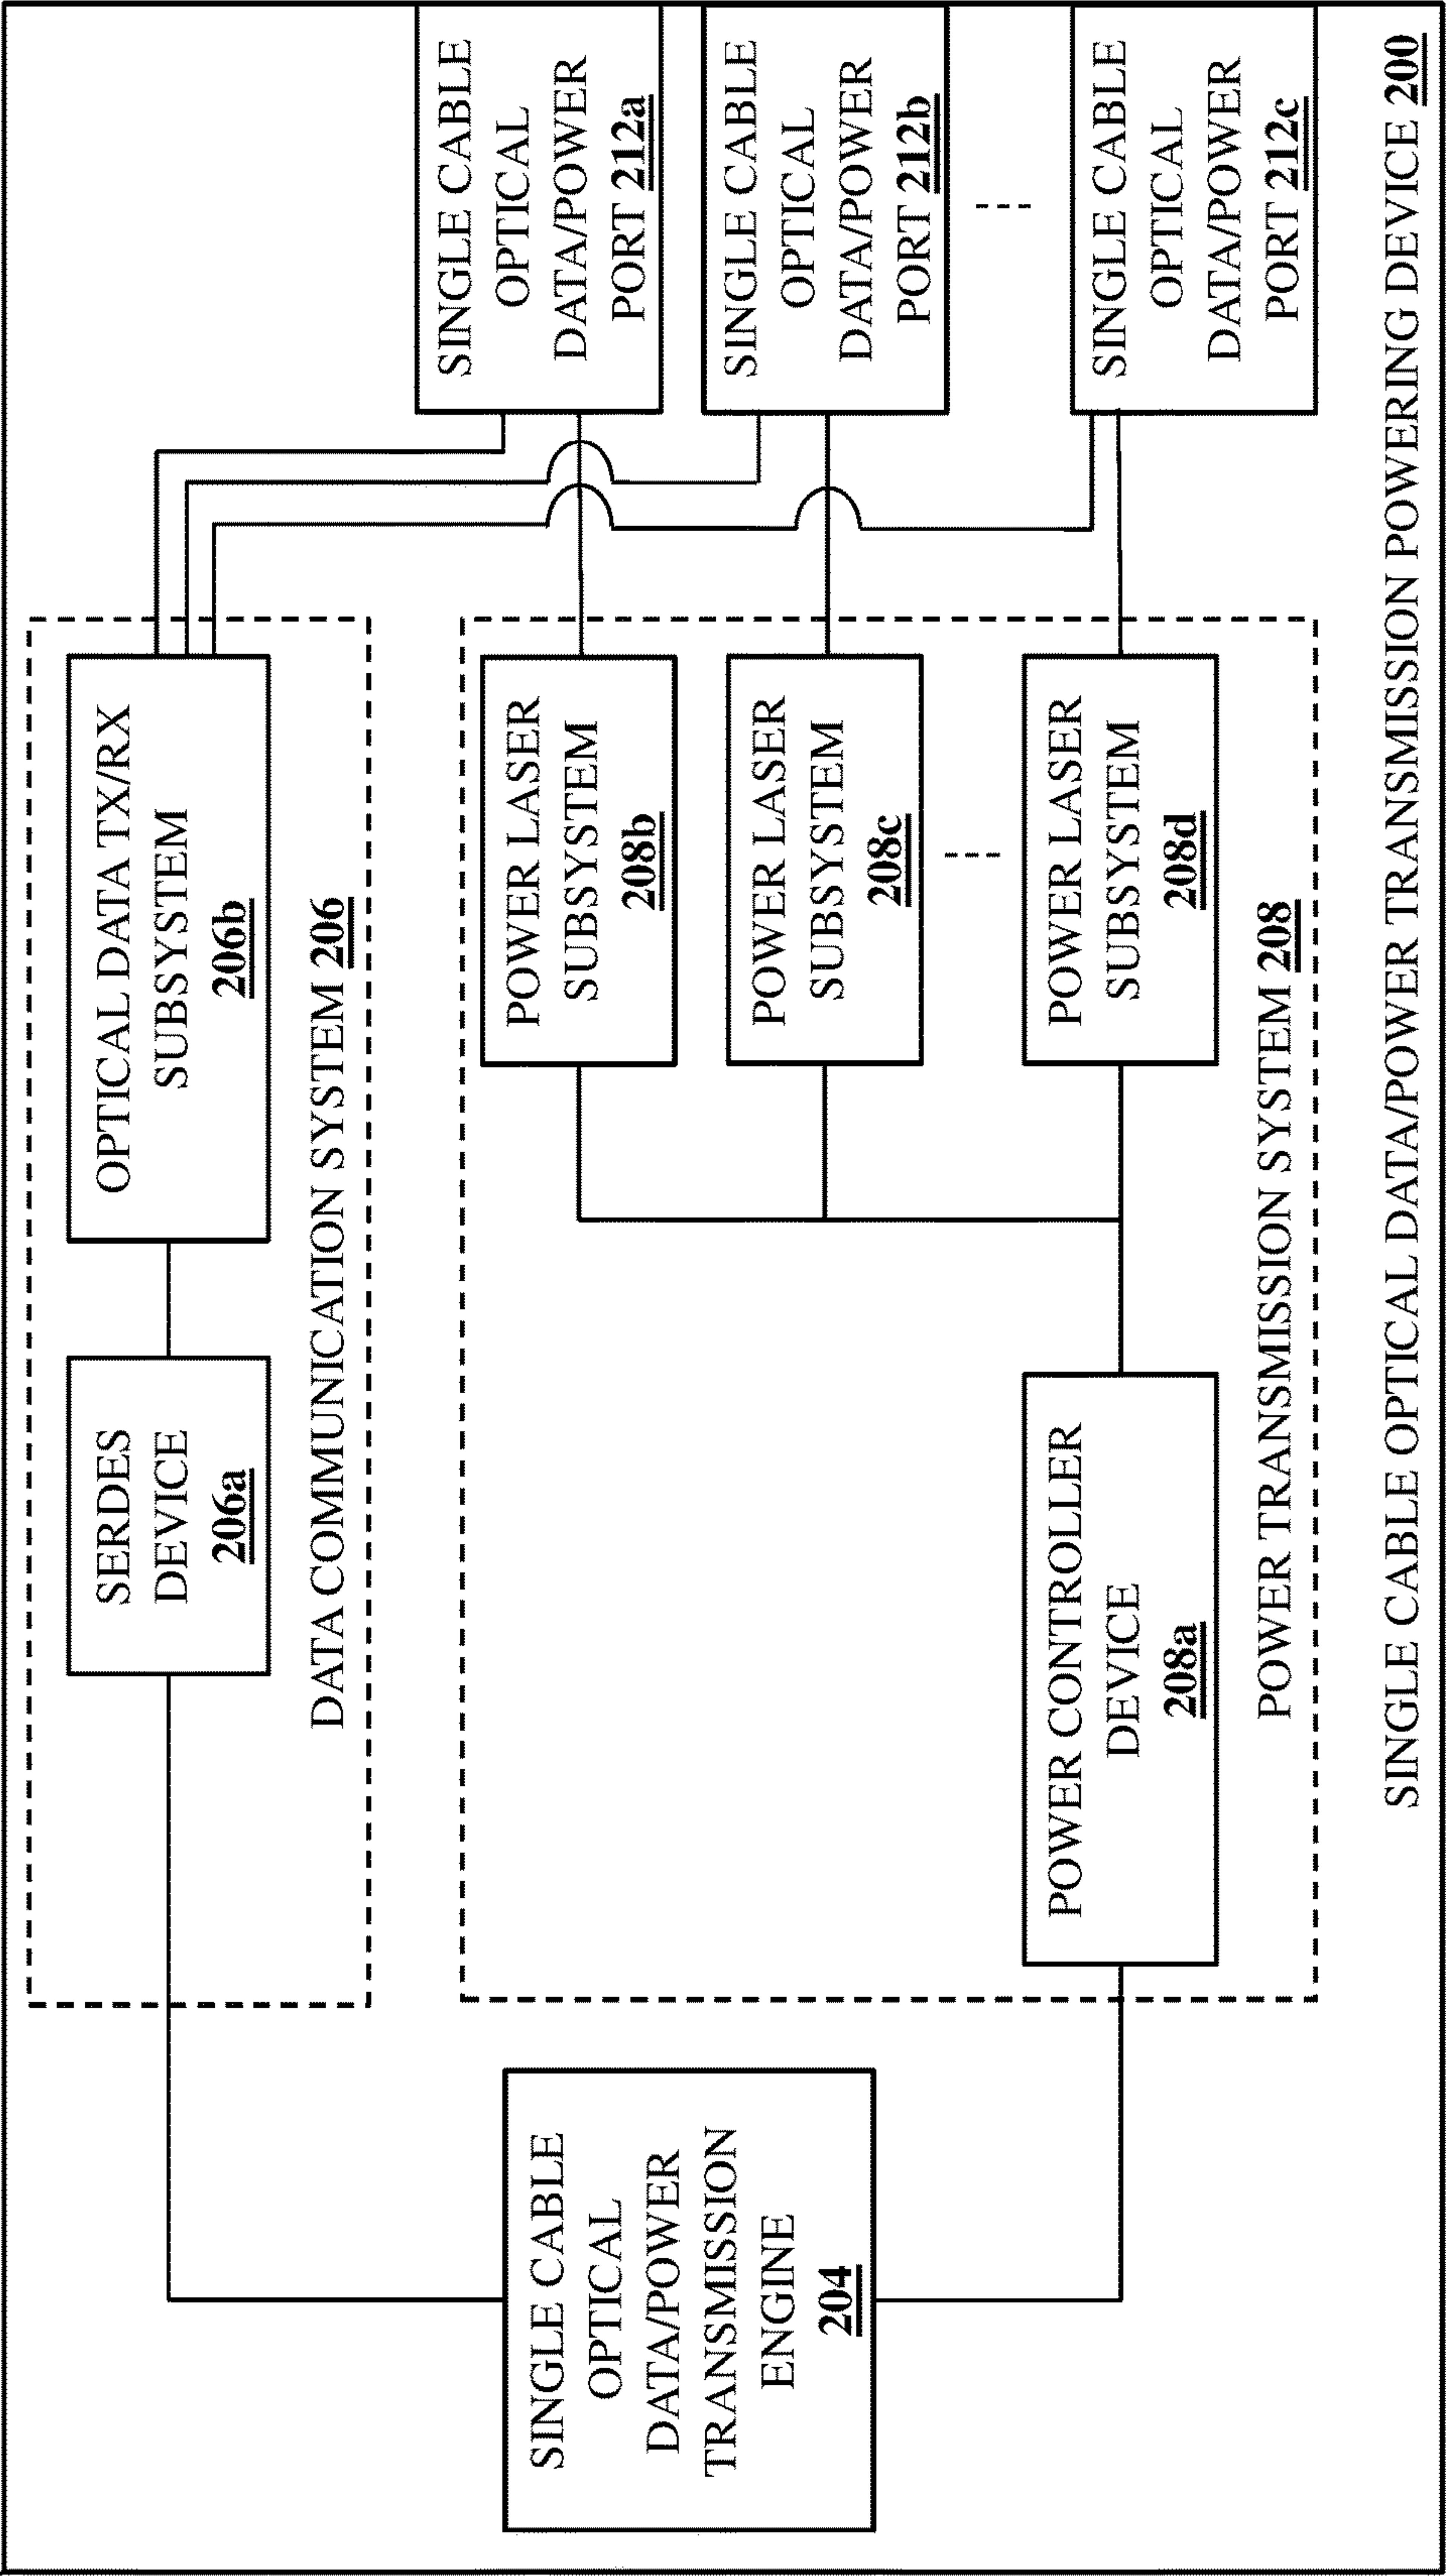 SINGLE CABLE
OPTICAL
DATA/POWER
TRANSMISSION
ENGINE
204
SERDES
DEVICE
206a
OPTICAL DATA TX/RX
SUBSYSTEM
206b
DATA COMMUNICATION SYSTEM 206
POWER CONTROLLER
DEVICE
208a
POWER LASER
SUBSYSTEM
208b
POWER LASER
SUBSYSTEM
208c
POWER LASER
SUBSYSTEM
208d
POWER TRANSMISSION SYSTEM 208
SINGLE CABLE
OPTICAL
DATA/POWER
PORT 212a
SINGLE CABLE
OPTICAL
DATA/POWER
PORT 212b
SINGLE CABLE
OPTICAL
DATA/POWER
PORT 212c
SINGLE CABLE OPTICAL DATA/POWER TRANSMISSION POWERING DEVICE 200